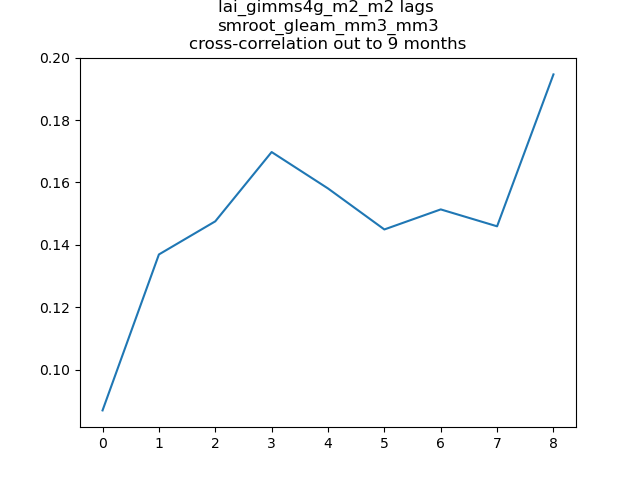 lai_gimms4g_m2_m2 lags
smroot_gleam_mm3_mm3
cross-correlation out to 9 months
0.20
0.18
0.16
0.14
0.12
0.10
0 1 2 3 4 5 6 7 8